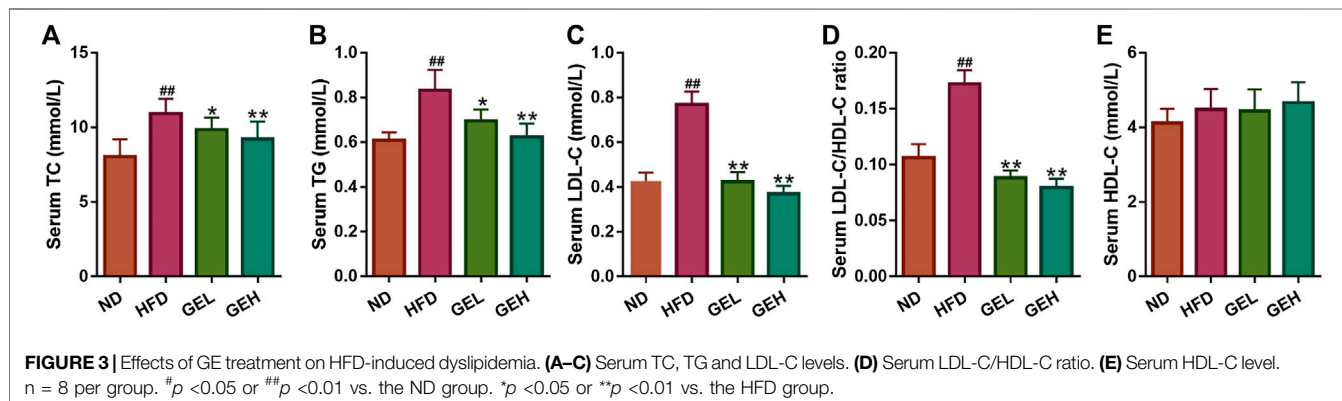 A
Serum TC (mmol/L)
15
10
5
0
##
*
**
ND
HFD
GEL
GEH
B
Serum TG (mmol/L)
1.0
0.8
0.6
0.4
0.2
0.0
##
*
**
ND
HFD
GEL
GEH
C
Serum LDL-C (mmol/L)
1.0
0.8
0.6
0.4
0.2
0.0
##
**
**
ND
HFD
GEL
GEH
D
Serum LDL-C/HDL-C ratio
0.20
0.15
0.10
0.05
0.00
##
**
**
ND
HFD
GEL
GEH
E
Serum HDL-C (mmol/L)
6
4
2
0
ND
HFD
GEL
GEH
FIGURE 3 | Effects of GE treatment on HFD-induced dyslipidemia. (A–C) Serum TC, TG and LDL-C levels. (D) Serum LDL-C/HDL-C ratio. (E) Serum HDL-C level.
n = 8 per group. #p <0.05 or ##p <0.01 vs. the ND group. *p <0.05 or **p <0.01 vs. the HFD group.